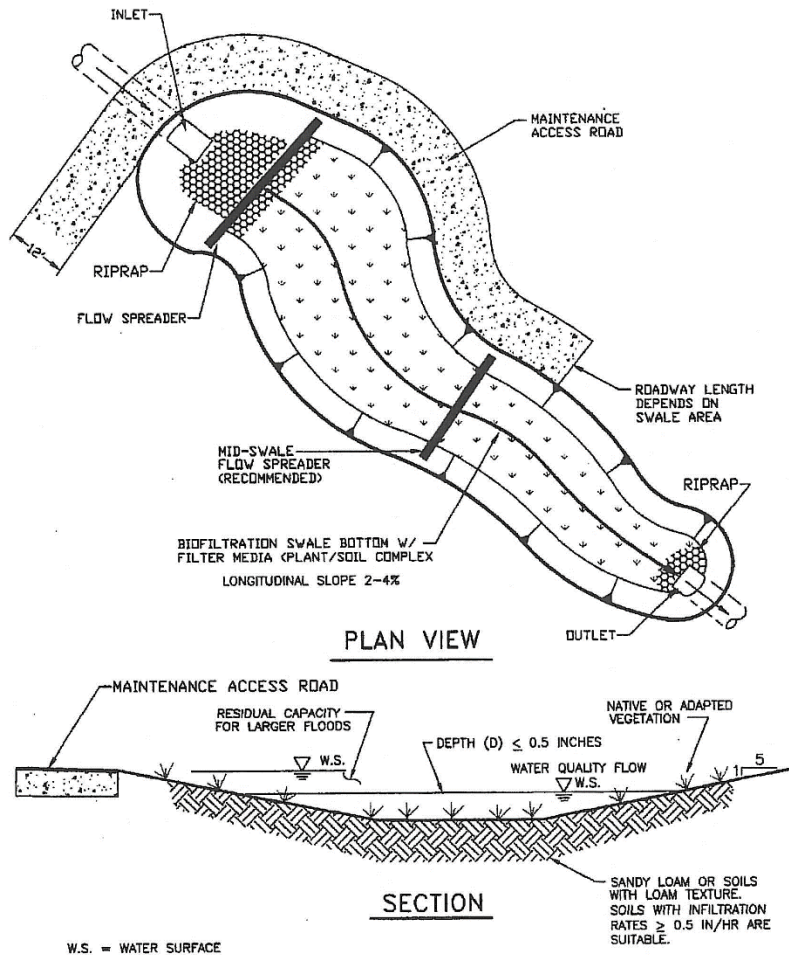 INLET
MAINTENANCE
ACCESS ROAD
12'
RIPRAP
FLOW SPREADER
ROADWAY LENGTH
DEPENDS ON
SWALE AREA
MID-SWALE
FLOW SPREADER
(RECOMMENDED)
RIPRAP
BIOFILTRATION SWALE BOTTOM W/
FILTER MEDIA (PLANT/SOIL COMPLEX
LONGITUDINAL SLOPE 2-4%
OUTLET
PLAN VIEW
MAINTENANCE ACCESS ROAD
RESIDUAL CAPACITY
FOR LARGER FLOODS
NATIVE OR ADAPTED
VEGETATION
W.S.
DEPTH (D) ≤ 0.5 INCHES
WATER QUALITY FLOW
W.S.
5
1
SANDY LOAM OR SOILS
WITH LOAM TEXTURE.
SOILS WITH INFILTRATION
RATES ≥ 0.5 IN/HR ARE
SUITABLE.
SECTION
W.S. = WATER SURFACE